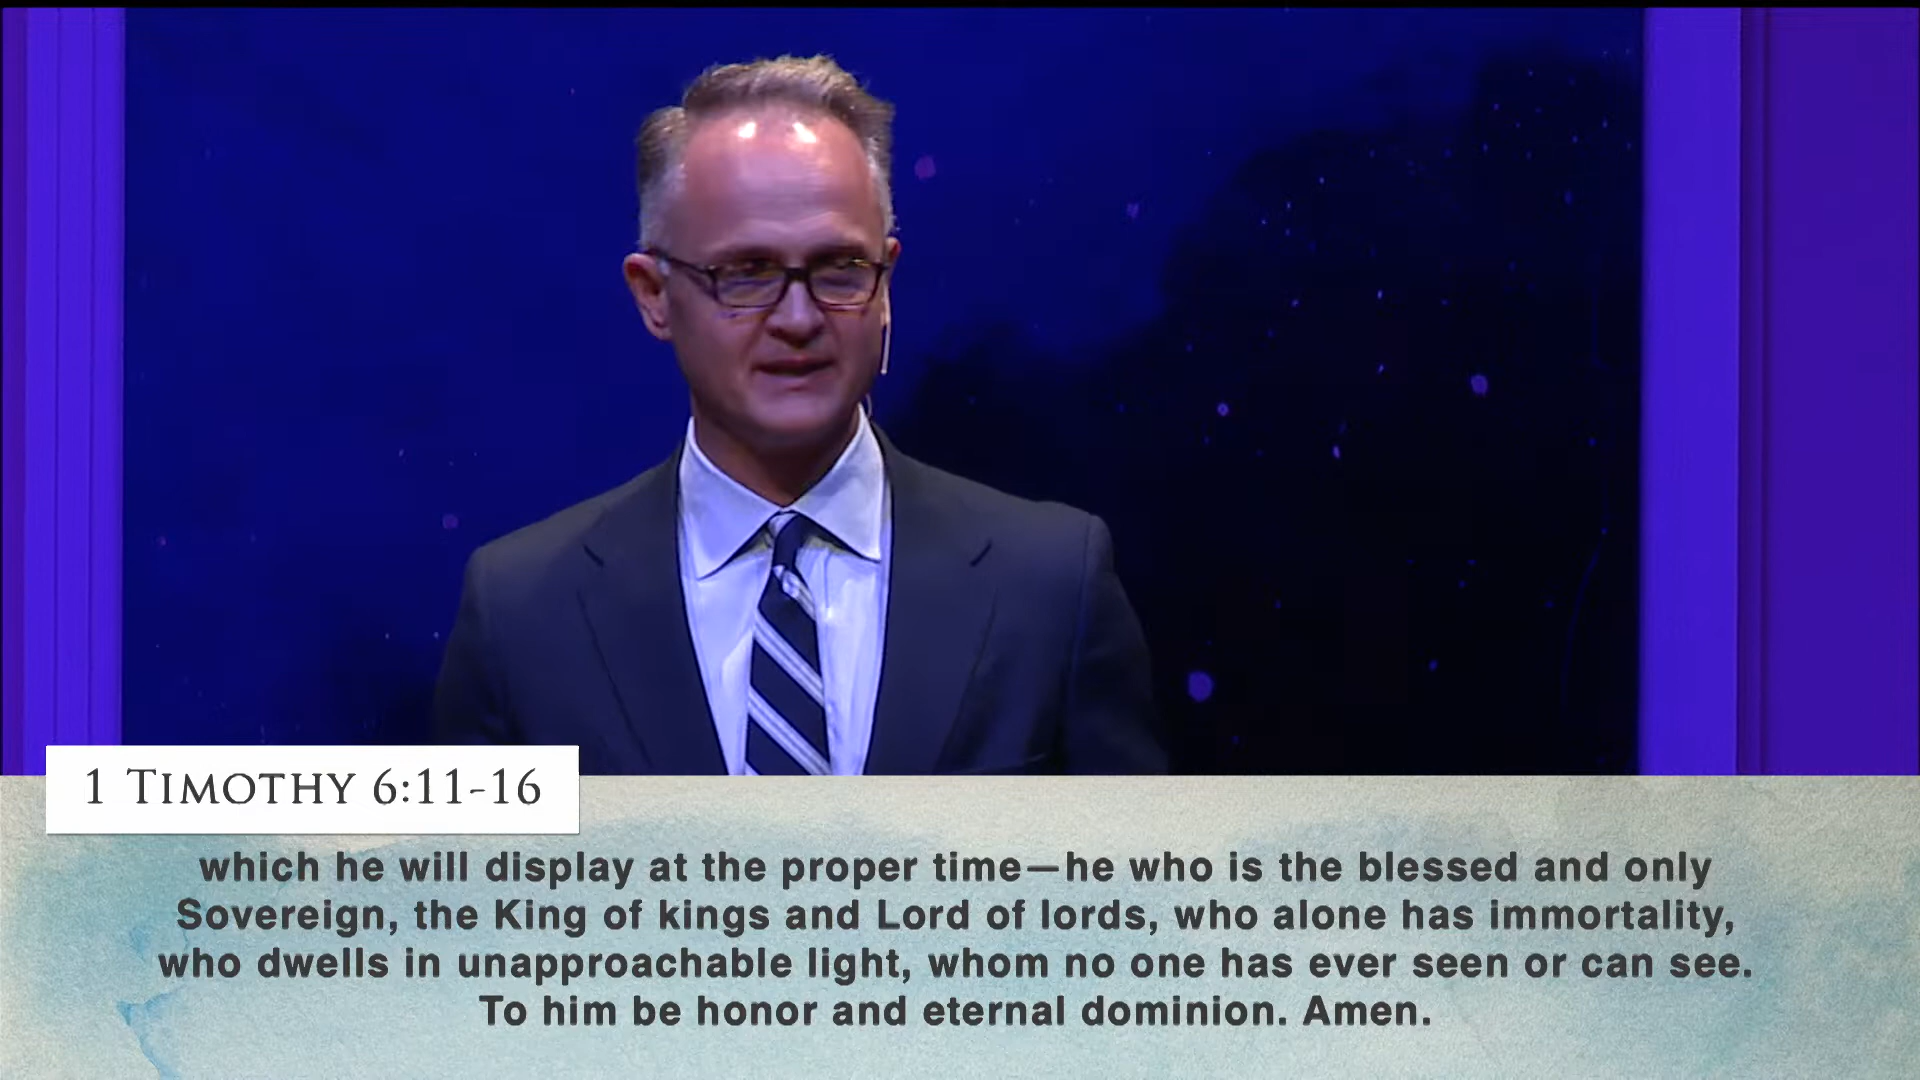 1 TIMOTHY 6:11-16
which he will display at the proper time—he who is the blessed and only
Sovereign, the King of kings and Lord of lords, who alone has immortality,
who dwells in unapproachable light, whom no one has ever seen or can see.
To him be honor and eternal dominion. Amen.